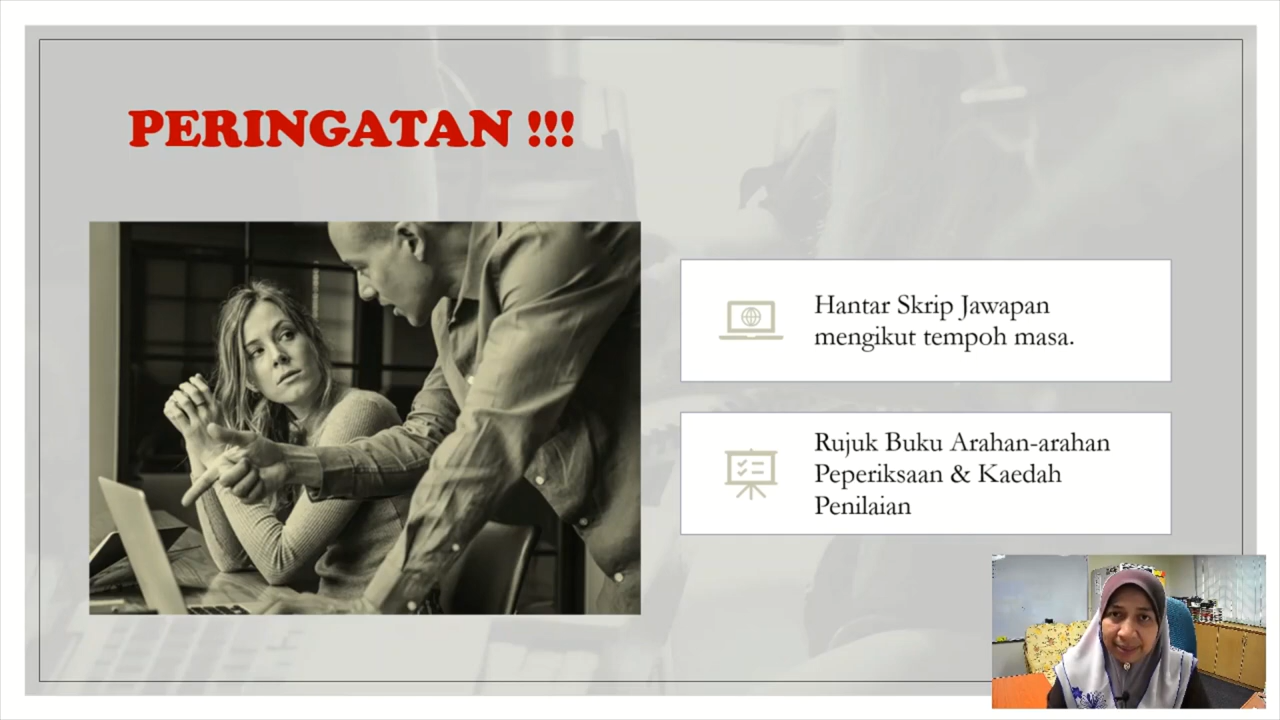 PERINGATAN !!!
Hantar Skrip Jawapan
mengikut tempoh masa.
Rujuk Buku Arahan-arahan
Peperiksaan & Kaedah
Penilaian